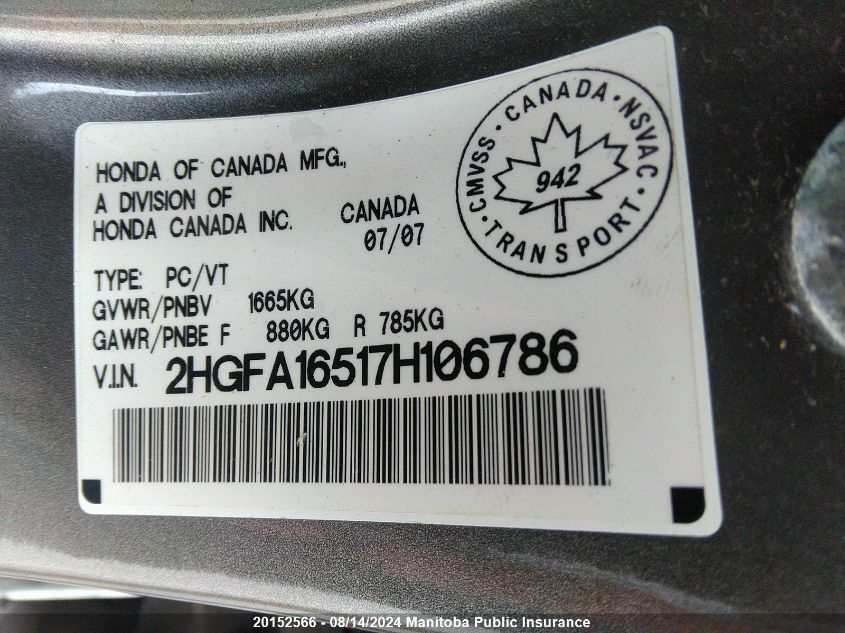 HONDA OF CANADA MFG.,
A DIVISION OF
HONDA CANADA INC.
CANADA
07/07
CMVSS · CANADA · NSVAC · TRANSPORT ·
942
TYPE: PC/VT
GVWR/PNBV 1665KG
GAWR/PNBE F 880KG R 785KG
V.I.N. 2HGFA16517H106786
20152566 - 08/14/2024 Manitoba Public Insurance